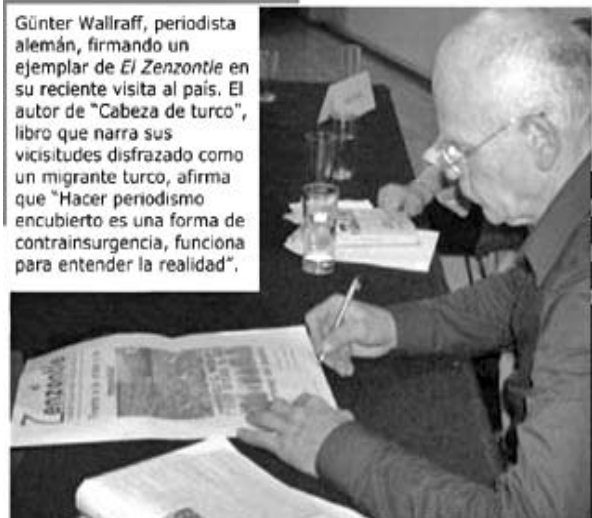 Günter Wallraff, periodista
alemán, firmando un
ejemplar de El Zenzontle en
su reciente visita al país. El
autor de "Cabeza de turco",
libro que narra sus
vicisitudes disfrazado como
un migrante turco, afirma
que "Hacer periodismo
encubierto es una forma de
contrainsurgencia, funciona
para entender la realidad".
el
Zenzontle